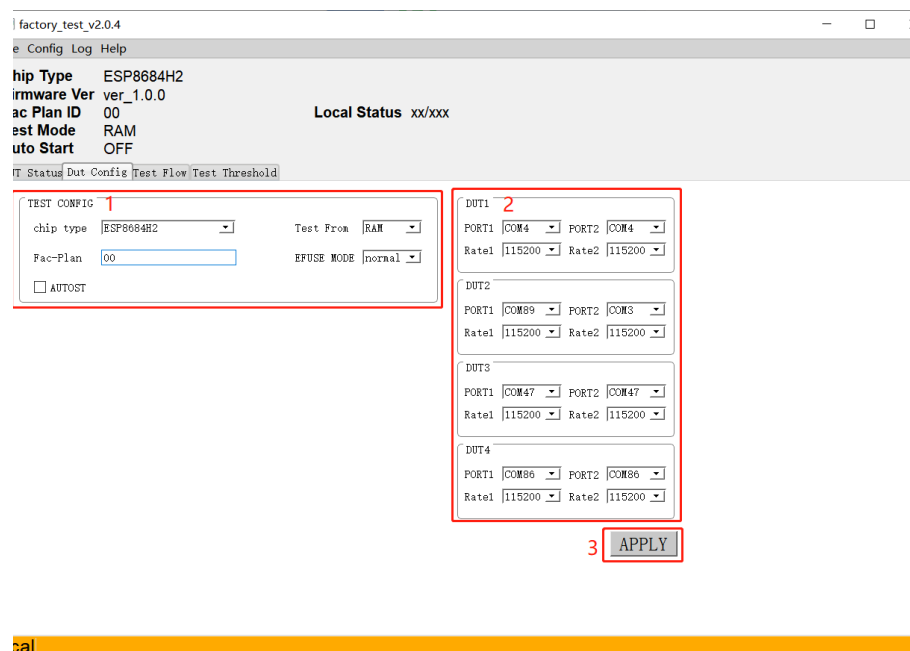 factory_test_v2.0.4
e Config Log Help
hip Type ESP8684H2
irmware Ver ver_1.0.0
ac Plan ID 00 Local Status xx/xxx
est Mode RAM
uto Start OFF
UT Status Dut Config Test Flow Test Threshold
TEST CONFIG 1
chip type ESP8684H2 Test From RAM
Fac-Plan 00 EFUSE MODE normal
AUTOST
DUT1 2
PORT1 COM4 PORT2 COM4
Rate1 115200 Rate2 115200
DUT2
PORT1 COM89 PORT2 COM3
Rate1 115200 Rate2 115200
DUT3
PORT1 COM47 PORT2 COM47
Rate1 115200 Rate2 115200
DUT4
PORT1 COM86 PORT2 COM86
Rate1 115200 Rate2 115200
3 APPLY
cal